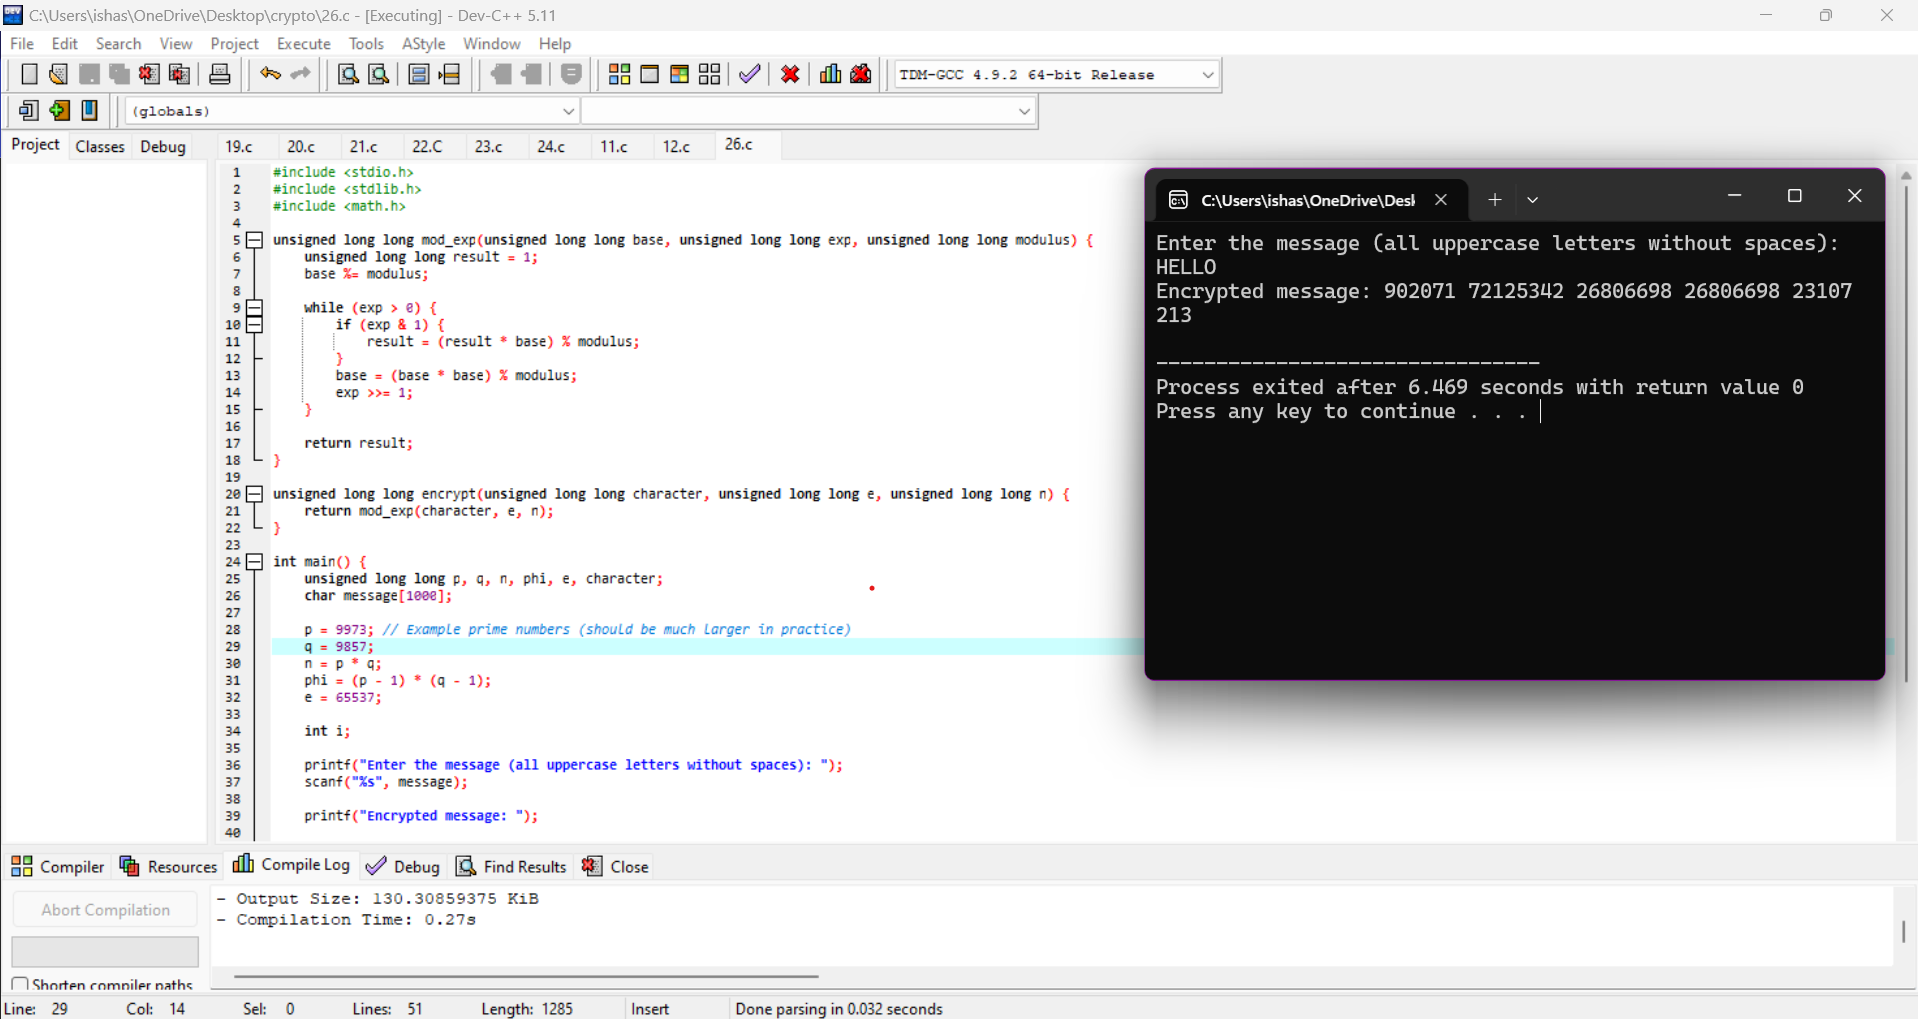 C:\Users\ishas\OneDrive\Desktop\crypto\26.c - [Executing] - Dev-C++ 5.11
File Edit Search View Project Execute Tools AStyle Window Help
TDM-GCC 4.9.2 64-bit Release
(globals)
Project Classes Debug
19.c 20.c 21.c 22.C 23.c 24.c 11.c 12.c 26.c
1 #include <stdio.h>
2 #include <stdlib.h>
3 #include <math.h>
4
5 unsigned long long mod_exp(unsigned long long base, unsigned long long exp, unsigned long long modulus) {
6 unsigned long long result = 1;
7 base %= modulus;
8
9 while (exp > 0) {
10 if (exp & 1) {
11 result = (result * base) % modulus;
12 }
13 base = (base * base) % modulus;
14 exp >>= 1;
15 }
16
17 return result;
18 }
19
20 unsigned long long encrypt(unsigned long long character, unsigned long long e, unsigned long long n) {
21 return mod_exp(character, e, n);
22 }
23
24 int main() {
25 unsigned long long p, q, n, phi, e, character;
26 char message[1000];
27
28 p = 9973; // Example prime numbers (should be much larger in practice)
29 q = 9857;
30 n = p * q;
31 phi = (p - 1) * (q - 1);
32 e = 65537;
33
34 int i;
35
36 printf("Enter the message (all uppercase letters without spaces): ");
37 scanf("%s", message);
38
39 printf("Encrypted message: ");
40
C:\Users\ishas\OneDrive\Desl
Enter the message (all uppercase letters without spaces):
HELLO
Encrypted message: 902071 72125342 26806698 26806698 23107
213
--------------------------------
Process exited after 6.469 seconds with return value 0
Press any key to continue . . .
Compiler Resources Compile Log Debug Find Results Close
Abort Compilation
- Output Size: 130.30859375 KiB
- Compilation Time: 0.27s
Shorten compiler paths
Line: 29 Col: 14 Sel: 0 Lines: 51 Length: 1285 Insert Done parsing in 0.032 seconds